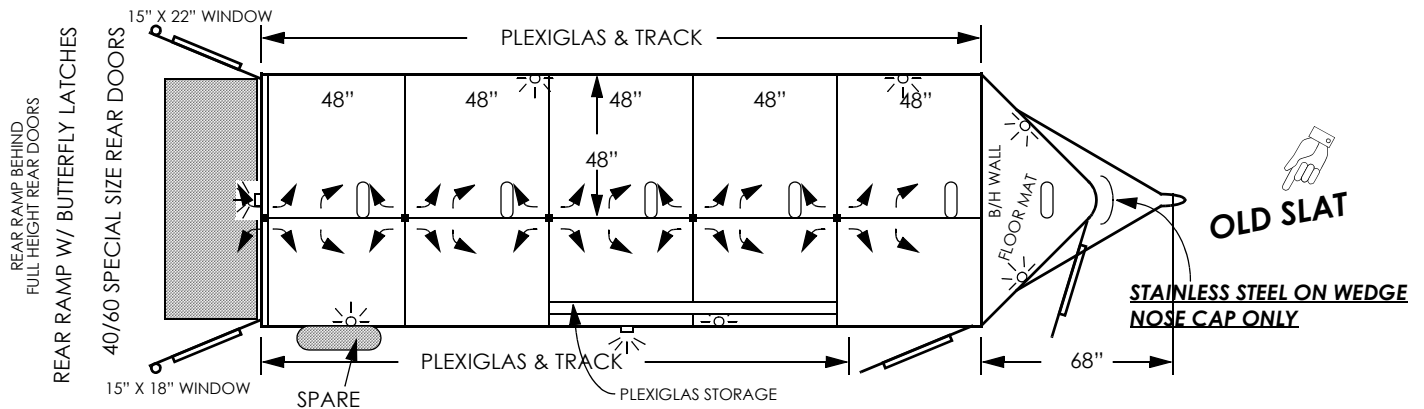 15” X 22” WINDOW
PLEXIGLAS & TRACK
REAR RAMP BEHIND
FULL HEIGHT REAR DOORS
REAR RAMP W/ BUTTERFLY LATCHES
40/60 SPECIAL SIZE REAR DOORS
48”
48”
48”
48”
48”
48”
B/H WALL
FLOOR MAT
OLD SLAT
STAINLESS STEEL ON WEDGE
NOSE CAP ONLY
PLEXIGLAS & TRACK
68”
15” X 18” WINDOW
SPARE
PLEXIGLAS STORAGE